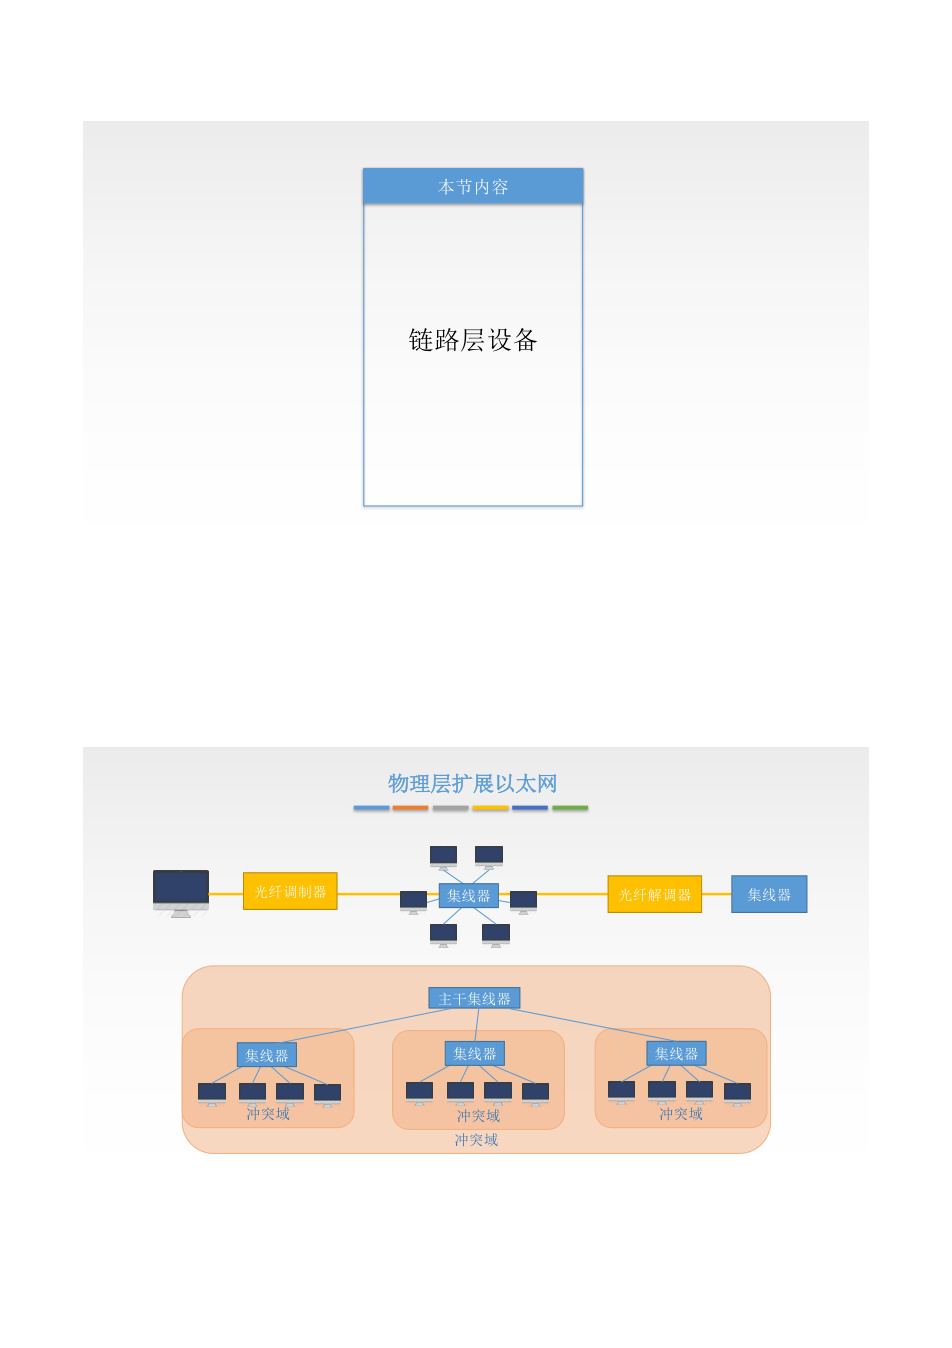 本节内容
链路层设备
物理层扩展以太网
光纤调制器
集线器
光纤解调器
集线器
主干集线器
集线器
集线器
集线器
冲突域
冲突域
冲突域
冲突域